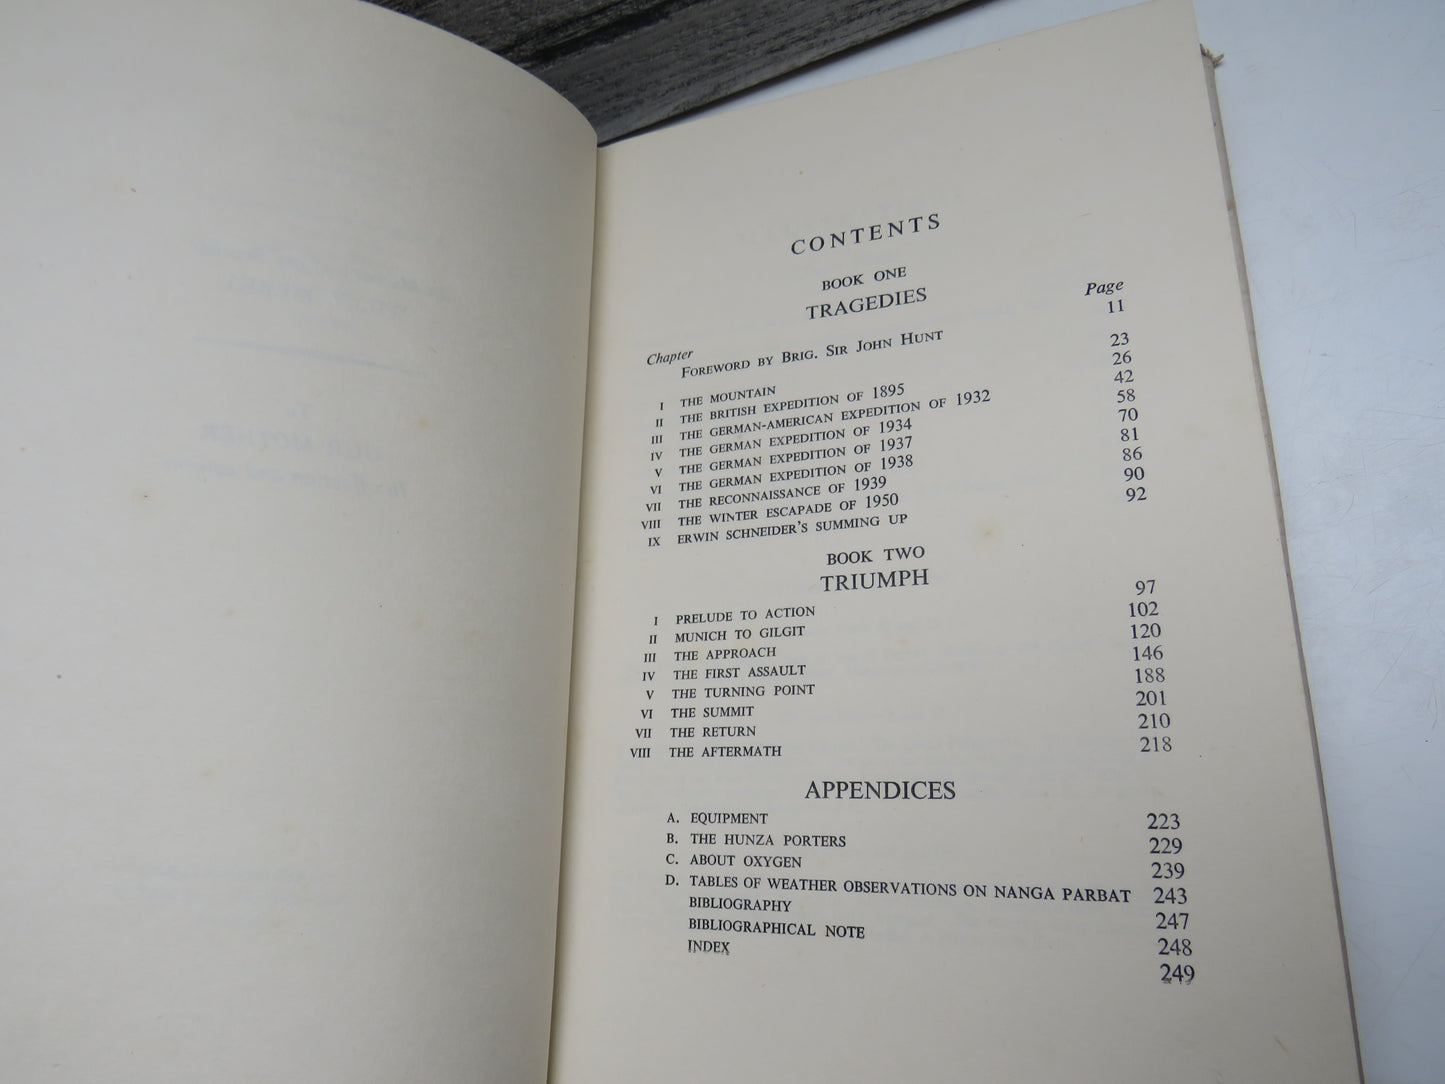 CONTENTS
BOOK ONE
TRAGEDIES
Chapter Page
FOREWORD BY BRIG. SIR JOHN HUNT 11
I THE MOUNTAIN 23
II THE BRITISH EXPEDITION OF 1895 26
III THE GERMAN-AMERICAN EXPEDITION OF 1932 42
IV THE GERMAN EXPEDITION OF 1934 58
V THE GERMAN EXPEDITION OF 1937 70
VI THE GERMAN EXPEDITION OF 1938 81
VII THE RECONNAISSANCE OF 1939 86
VIII THE WINTER ESCAPADE OF 1950 90
IX ERWIN SCHNEIDER'S SUMMING UP 92
BOOK TWO
TRIUMPH
I PRELUDE TO ACTION 97
II MUNICH TO GILGIT 102
III THE APPROACH 120
IV THE FIRST ASSAULT 146
V THE TURNING POINT 188
VI THE SUMMIT 201
VII THE RETURN 210
VIII THE AFTERMATH 218
APPENDICES
A. EQUIPMENT 223
B. THE HUNZA PORTERS 229
C. ABOUT OXYGEN 239
D. TABLES OF WEATHER OBSERVATIONS ON NANGA PARBAT 243
BIBLIOGRAPHY 247
BIBLIOGRAPHICAL NOTE 248
INDEX 249